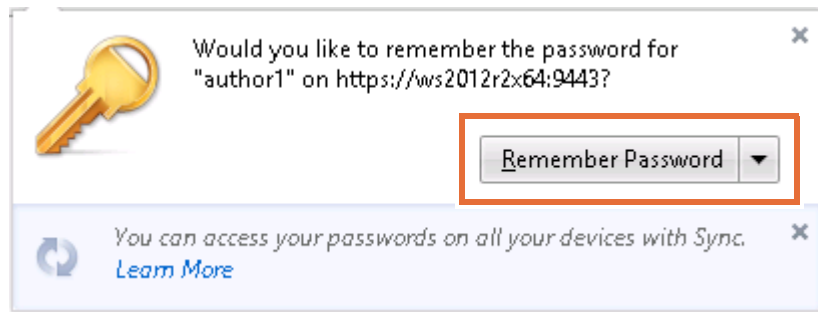 Would you like to remember the password for
"author1" on https://ws2012r2x64:9443?
Remember Password
You can access your passwords on all your devices with Sync.
Learn More